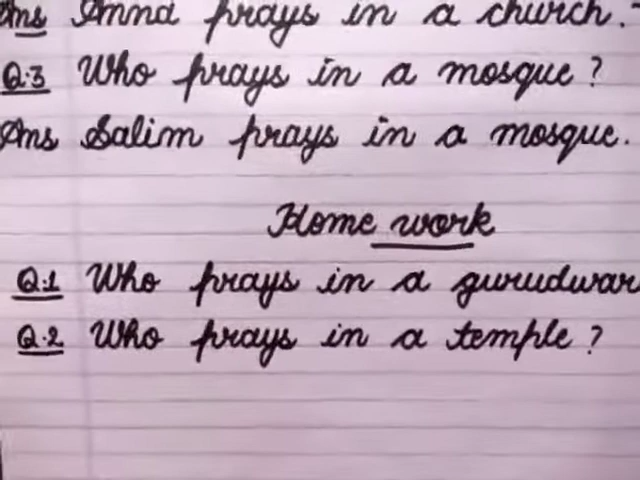 Ans Anna prays in a church.
Q.3 Who prays in a mosque?
Ans Salim prays in a mosque.
Home work
Q.1 Who prays in a gurudwar
Q.2 Who prays in a temple?